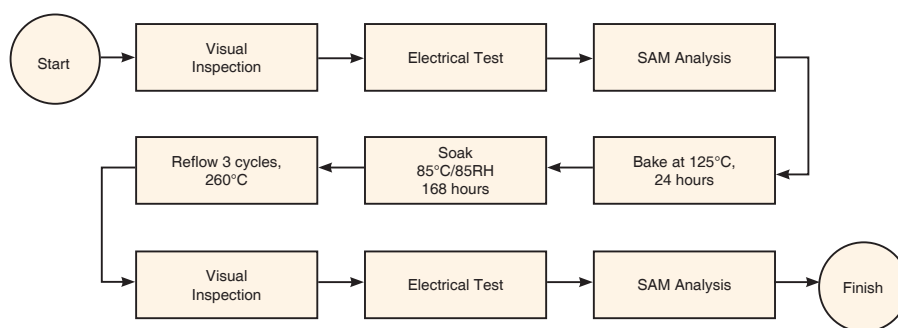 Start
Visual
Inspection
Electrical Test
SAM Analysis
Bake at 125°C,
24 hours
Soak
85°C/85RH
168 hours
Reflow 3 cycles,
260°C
Visual
Inspection
Electrical Test
SAM Analysis
Finish